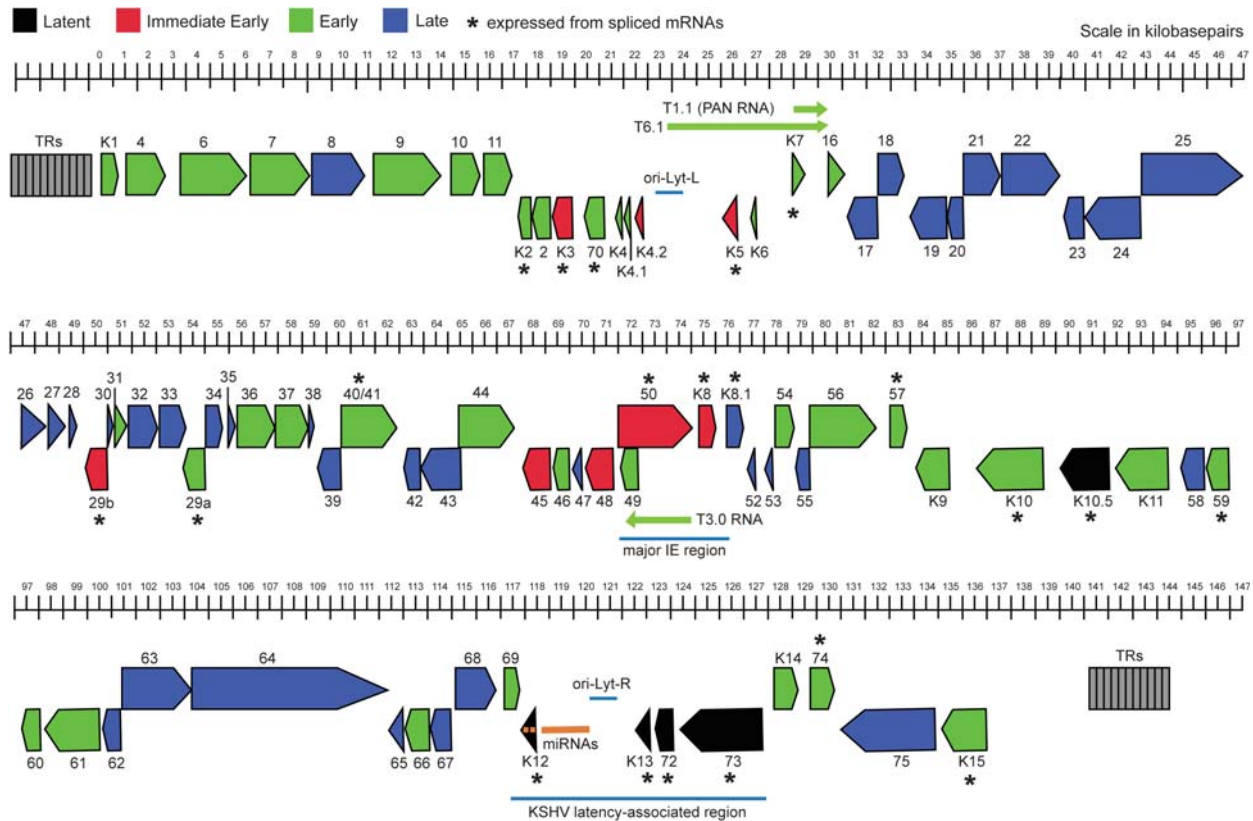 Latent Immediate Early Early Late * expressed from spliced mRNAs Scale in kilobasepairs
0 1 2 3 4 5 6 7 8 9 10 11 12 13 14 15 16 17 18 19 20 21 22 23 24 25 26 27 28 29 30 31 32 33 34 35 36 37 38 39 40 41 42 43 44 45 46 47
T1.1 (PAN RNA)
T6.1
TRs K1 4 6 7 8 9 10 11 K7 16 18 21 22 25
ori-Lyt-L
*
K2 2 K3 70 K4 K4.2 K5 K6 17 19 20 23 24
* * * K4.1 *
47 48 49 50 51 52 53 54 55 56 57 58 59 60 61 62 63 64 65 66 67 68 69 70 71 72 73 74 75 76 77 78 79 80 81 82 83 84 85 86 87 88 89 90 91 92 93 94 95 96 97
* * * * *
31 35
26 27 28 30 32 33 34 36 37 38 40/41 44 50 K8 K8.1 54 56 57
29b 29a 39 42 43 45 46 47 48 49 52 53 55 K9 K10 K10.5 K11 58 59
* * * * *
T3.0 RNA
major IE region
97 98 99 100 101 102 103 104 105 106 107 108 109 110 111 112 113 114 115 116 117 118 119 120 121 122 123 124 125 126 127 128 129 130 131 132 133 134 135 136 137 138 139 140 141 142 143 144 145 146 147
*
63 64 68 69 K14 74 TRs
ori-Lyt-R
miRNAs
60 61 62 65 66 67 K12 K13 72 73 75 K15
* * * * *
KSHV latency-associated region